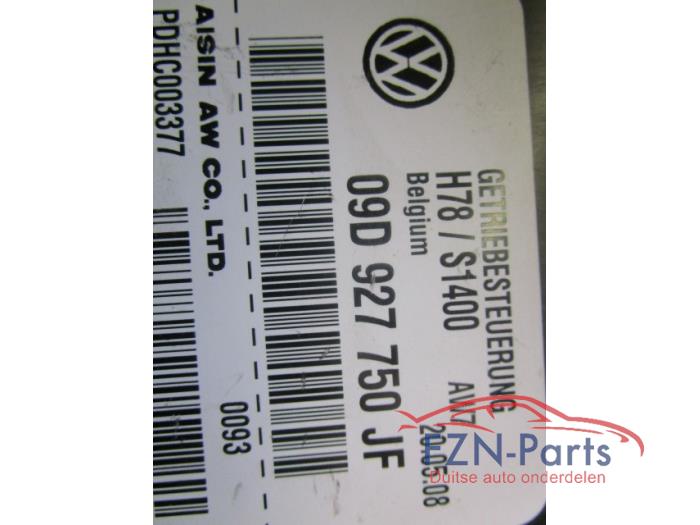 GETRIEBESTEUERUNG
H78 / S1400 AW7
Belgium 20.05.08
09D 927 750 JF
0093
AISIN AW CO., LTD.
PDHC003377
EZN-Parts
Duitse auto onderdelen